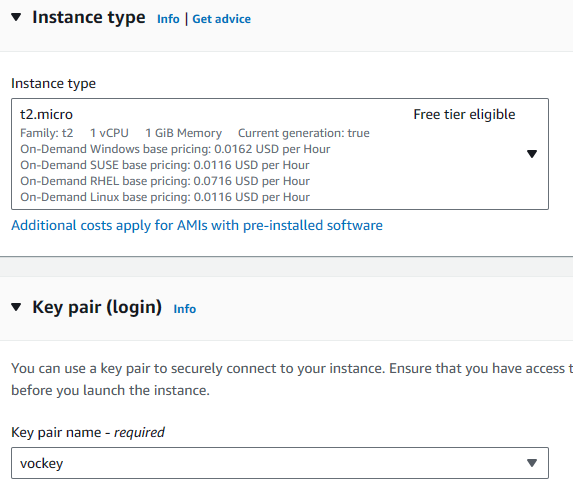 Instance type Info | Get advice
Instance type
t2.micro Free tier eligible
Family: t2 1 vCPU 1 GiB Memory Current generation: true
On-Demand Windows base pricing: 0.0162 USD per Hour
On-Demand SUSE base pricing: 0.0116 USD per Hour
On-Demand RHEL base pricing: 0.0716 USD per Hour
On-Demand Linux base pricing: 0.0116 USD per Hour
Additional costs apply for AMIs with pre-installed software
Key pair (login) Info
You can use a key pair to securely connect to your instance. Ensure that you have access t
before you launch the instance.
Key pair name - required
vockey